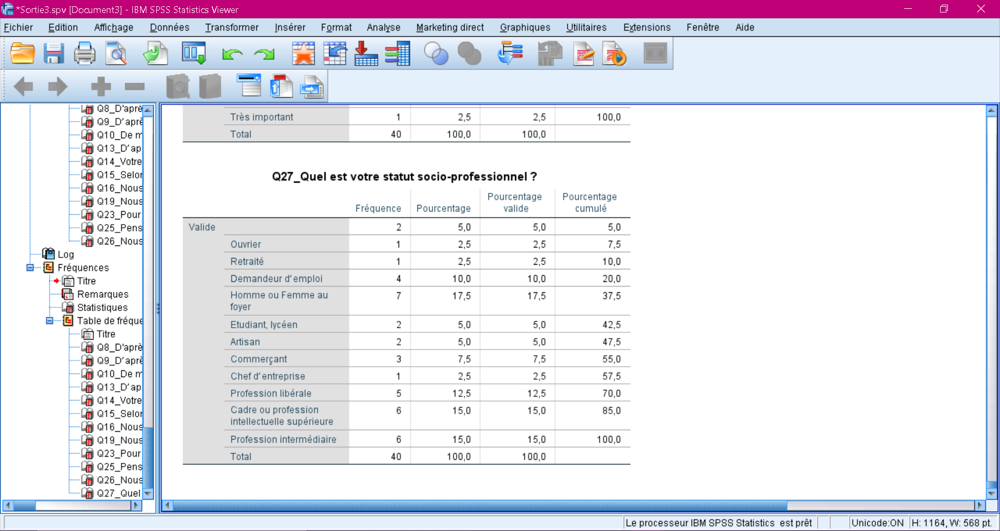 *Sortie3.spv [Document3] - IBM SPSS Statistics Viewer
Fichier Edition Affichage Données Transformer Insérer Format Analyse Marketing direct Graphiques Utilitaires Extensions Fenêtre Aide
Q8_D'aprè
Q9_D’aprè
Q10_De m
Q13_D’ap
Q14_Votre
Q15_Selor
Q16_Nous
Q19_Nous
Q23_Pour
Q25_Pens
Q26_Nous
Log
Fréquences
Titre
Remarques
Statistiques
Table de fréque
Titre
Q8_D'aprè
Q9_D’aprè
Q10_De m
Q13_D’ap
Q14_Votre
Q15_Selor
Q16_Nous
Q19_Nous
Q23_Pour
Q25_Pens
Q26_Nous
Q27_Quel
Très important 1 2,5 2,5 100,0
Total 40 100,0 100,0
Q27_Quel est votre statut socio-professionnel ?
Fréquence Pourcentage Pourcentage valide Pourcentage cumulé
Valide 2 5,0 5,0 5,0
Ouvrier 1 2,5 2,5 7,5
Retraité 1 2,5 2,5 10,0
Demandeur d’emploi 4 10,0 10,0 20,0
Homme ou Femme au foyer 7 17,5 17,5 37,5
Etudiant, lycéen 2 5,0 5,0 42,5
Artisan 2 5,0 5,0 47,5
Commerçant 3 7,5 7,5 55,0
Chef d’entreprise 1 2,5 2,5 57,5
Profession libérale 5 12,5 12,5 70,0
Cadre ou profession intellectuelle supérieure 6 15,0 15,0 85,0
Profession intermédiaire 6 15,0 15,0 100,0
Total 40 100,0 100,0
Le processeur IBM SPSS Statistics est prêt Unicode:ON H: 1164, W: 568 pt.